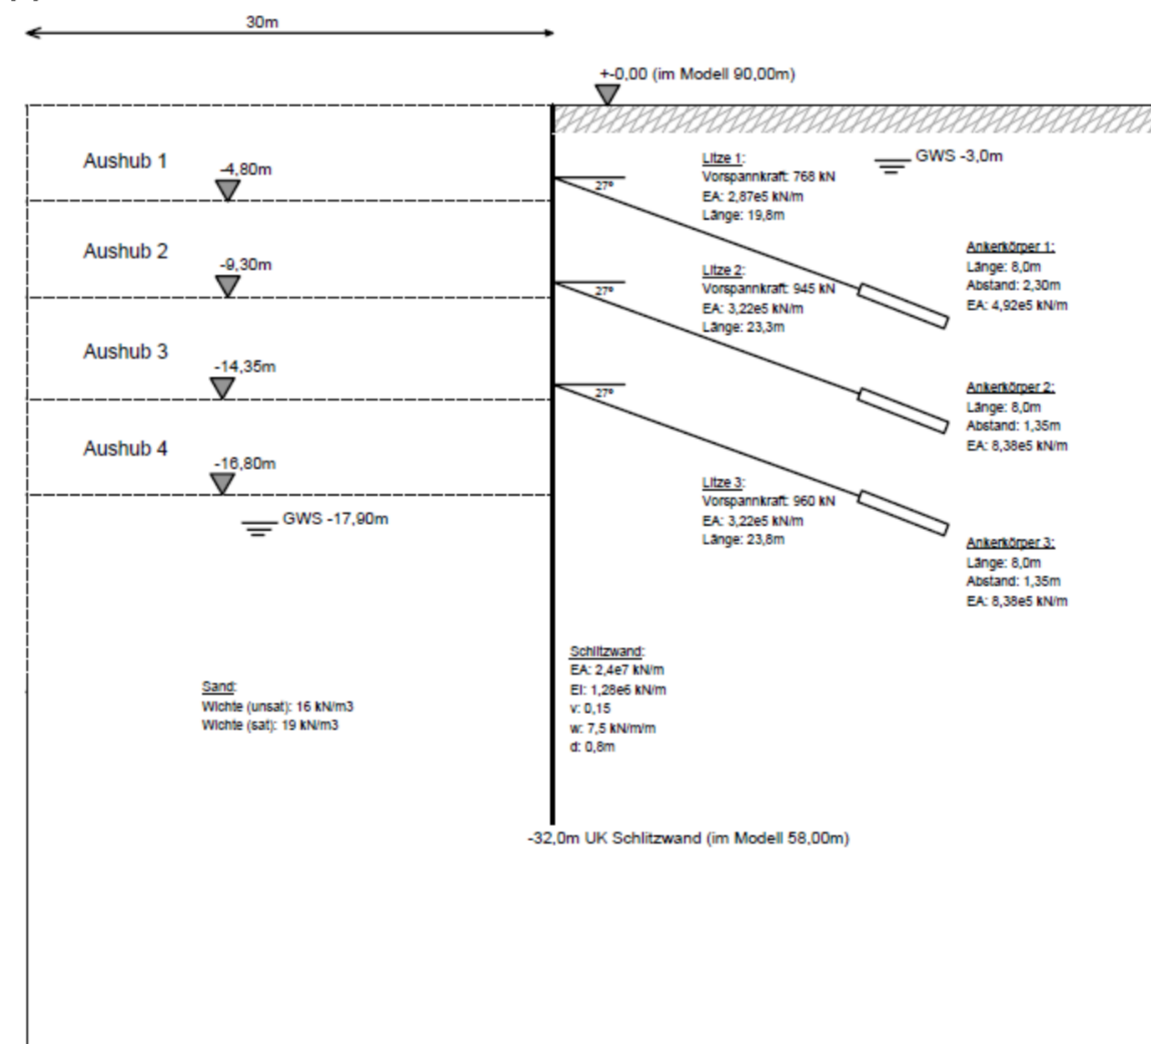 30m
+-0,00 (im Modell 90,00m)
GWS -3,0m
Aushub 1
-4,80m
Litze 1:
Vorspannkraft: 768 kN
EA: 2,87e5 kN/m
Länge: 19,8m
27°
Ankerkörper 1:
Länge: 8,0m
Abstand: 2,30m
EA: 4,92e5 kN/m
Aushub 2
-9,30m
Litze 2:
Vorspannkraft: 945 kN
EA: 3,22e5 kN/m
Länge: 23,3m
27°
Aushub 3
-14,35m
27°
Ankerkörper 2:
Länge: 8,0m
Abstand: 1,35m
EA: 8,38e5 kN/m
Aushub 4
-16,80m
GWS -17,90m
Litze 3:
Vorspannkraft: 960 kN
EA: 3,22e5 kN/m
Länge: 23,8m
Ankerkörper 3:
Länge: 8,0m
Abstand: 1,35m
EA: 8,38e5 kN/m
Schlitzwand:
EA: 2,4e7 kN/m
EI: 1,28e6 kN/m
v: 0,15
w: 7,5 kN/m/m
d: 0,8m
Sand:
Wichte (unsat): 16 kN/m3
Wichte (sat): 19 kN/m3
-32,0m UK Schlitzwand (im Modell 58,00m)